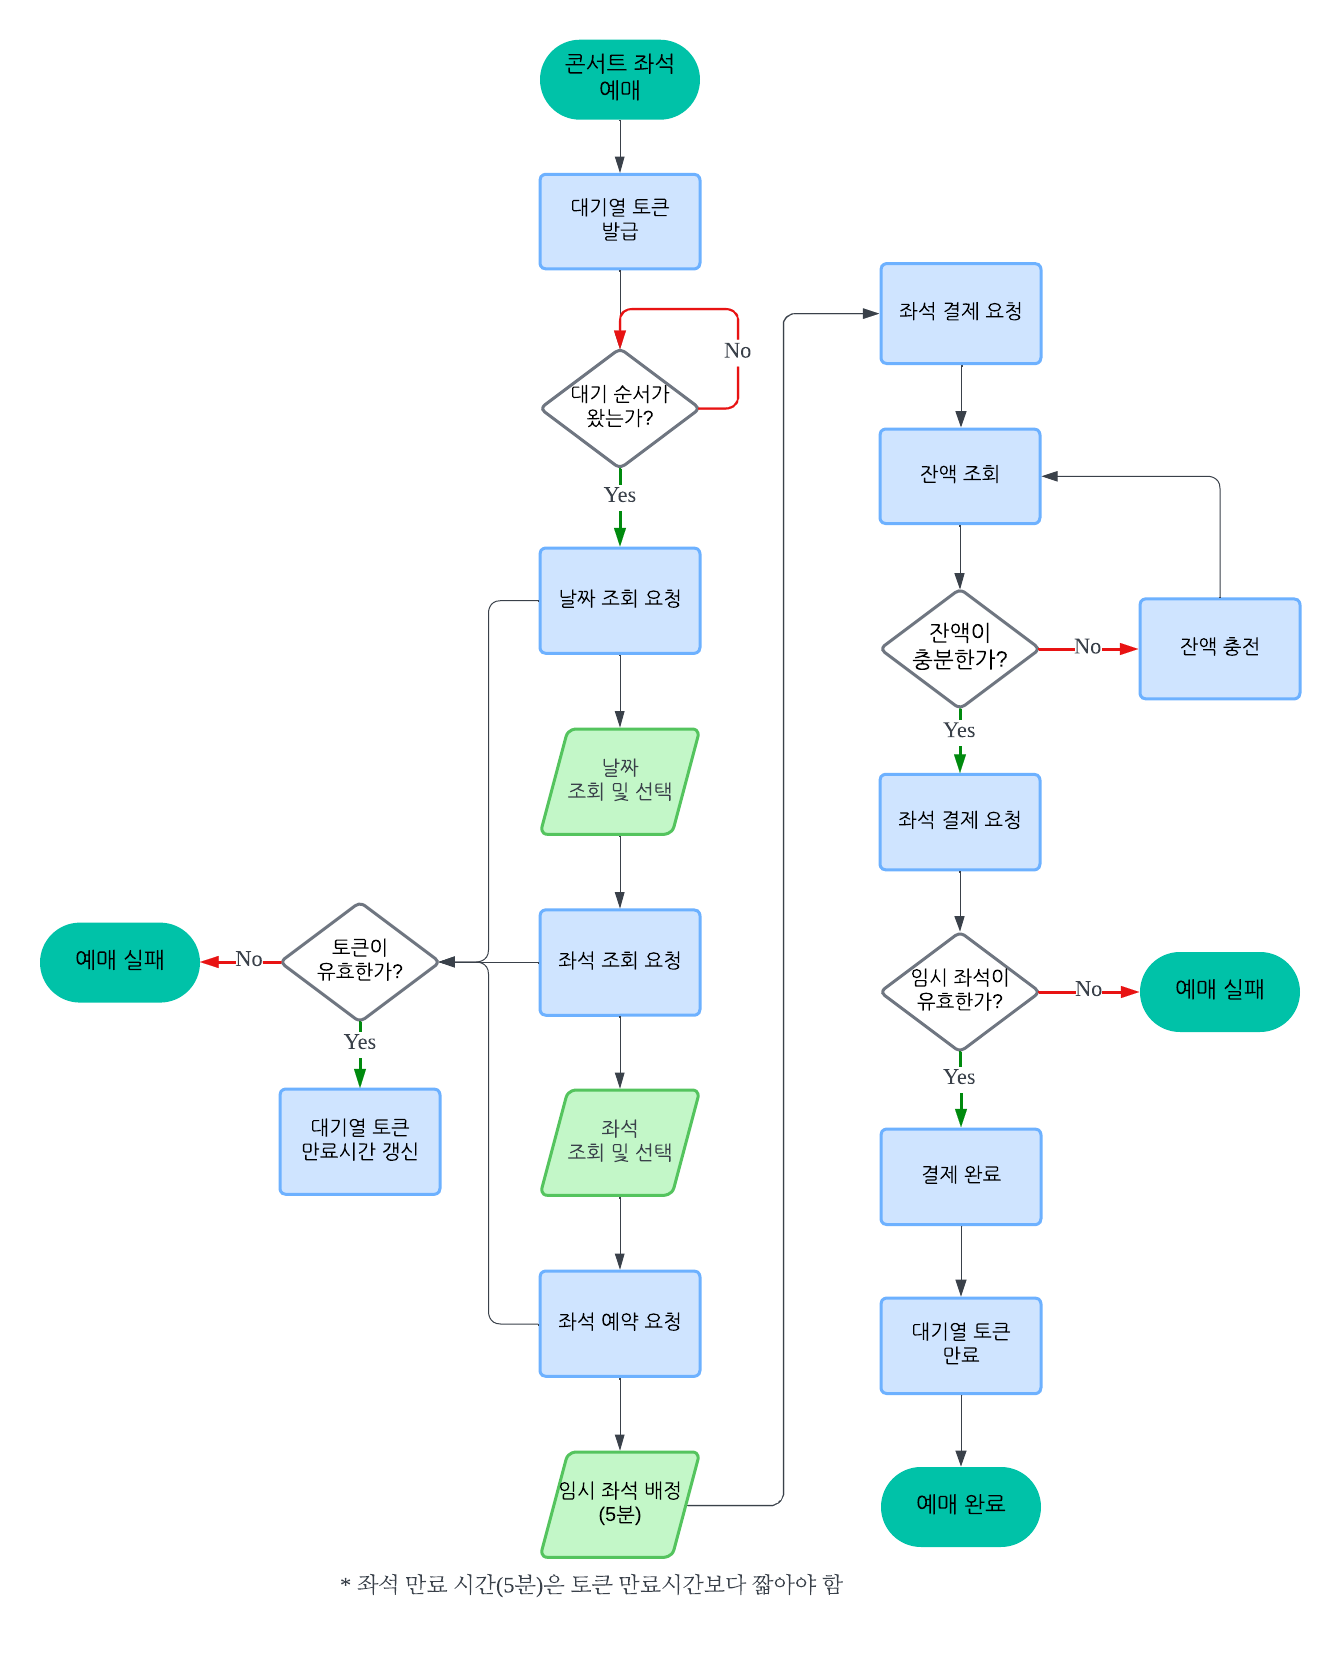 콘서트 좌석
예매
대기열 토큰
발급
대기 순서가
왔는가?
No
Yes
날짜 조회 요청
날짜
조회 및 선택
좌석 조회 요청
토큰이
유효한가?
No
예매 실패
Yes
대기열 토큰
만료시간 갱신
좌석
조회 및 선택
좌석 예약 요청
임시 좌석 배정
(5분)
* 좌석 만료 시간(5분)은 토큰 만료시간보다 짧아야 함
좌석 결제 요청
잔액 조회
잔액이
충분한가?
No
잔액 충전
Yes
좌석 결제 요청
임시 좌석이
유효한가?
No
예매 실패
Yes
결제 완료
대기열 토큰
만료
예매 완료